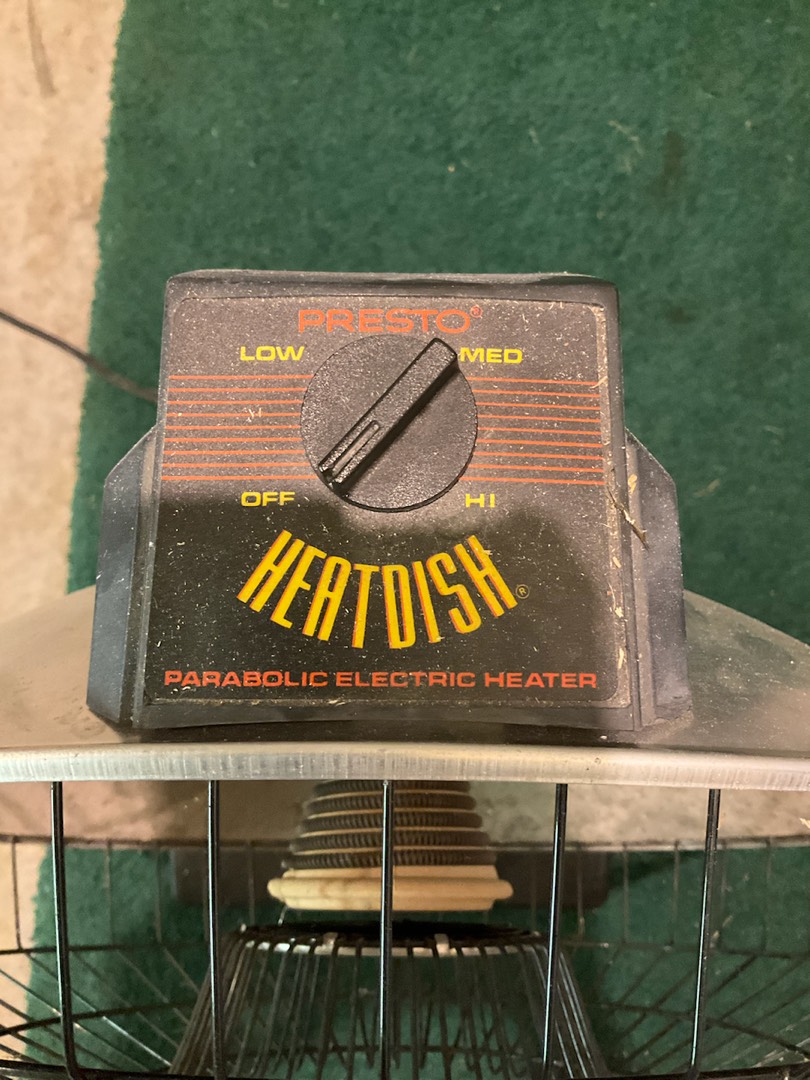 PRESTO®
LOW MED
OFF HI
HEATDISH®
PARABOLIC ELECTRIC HEATER